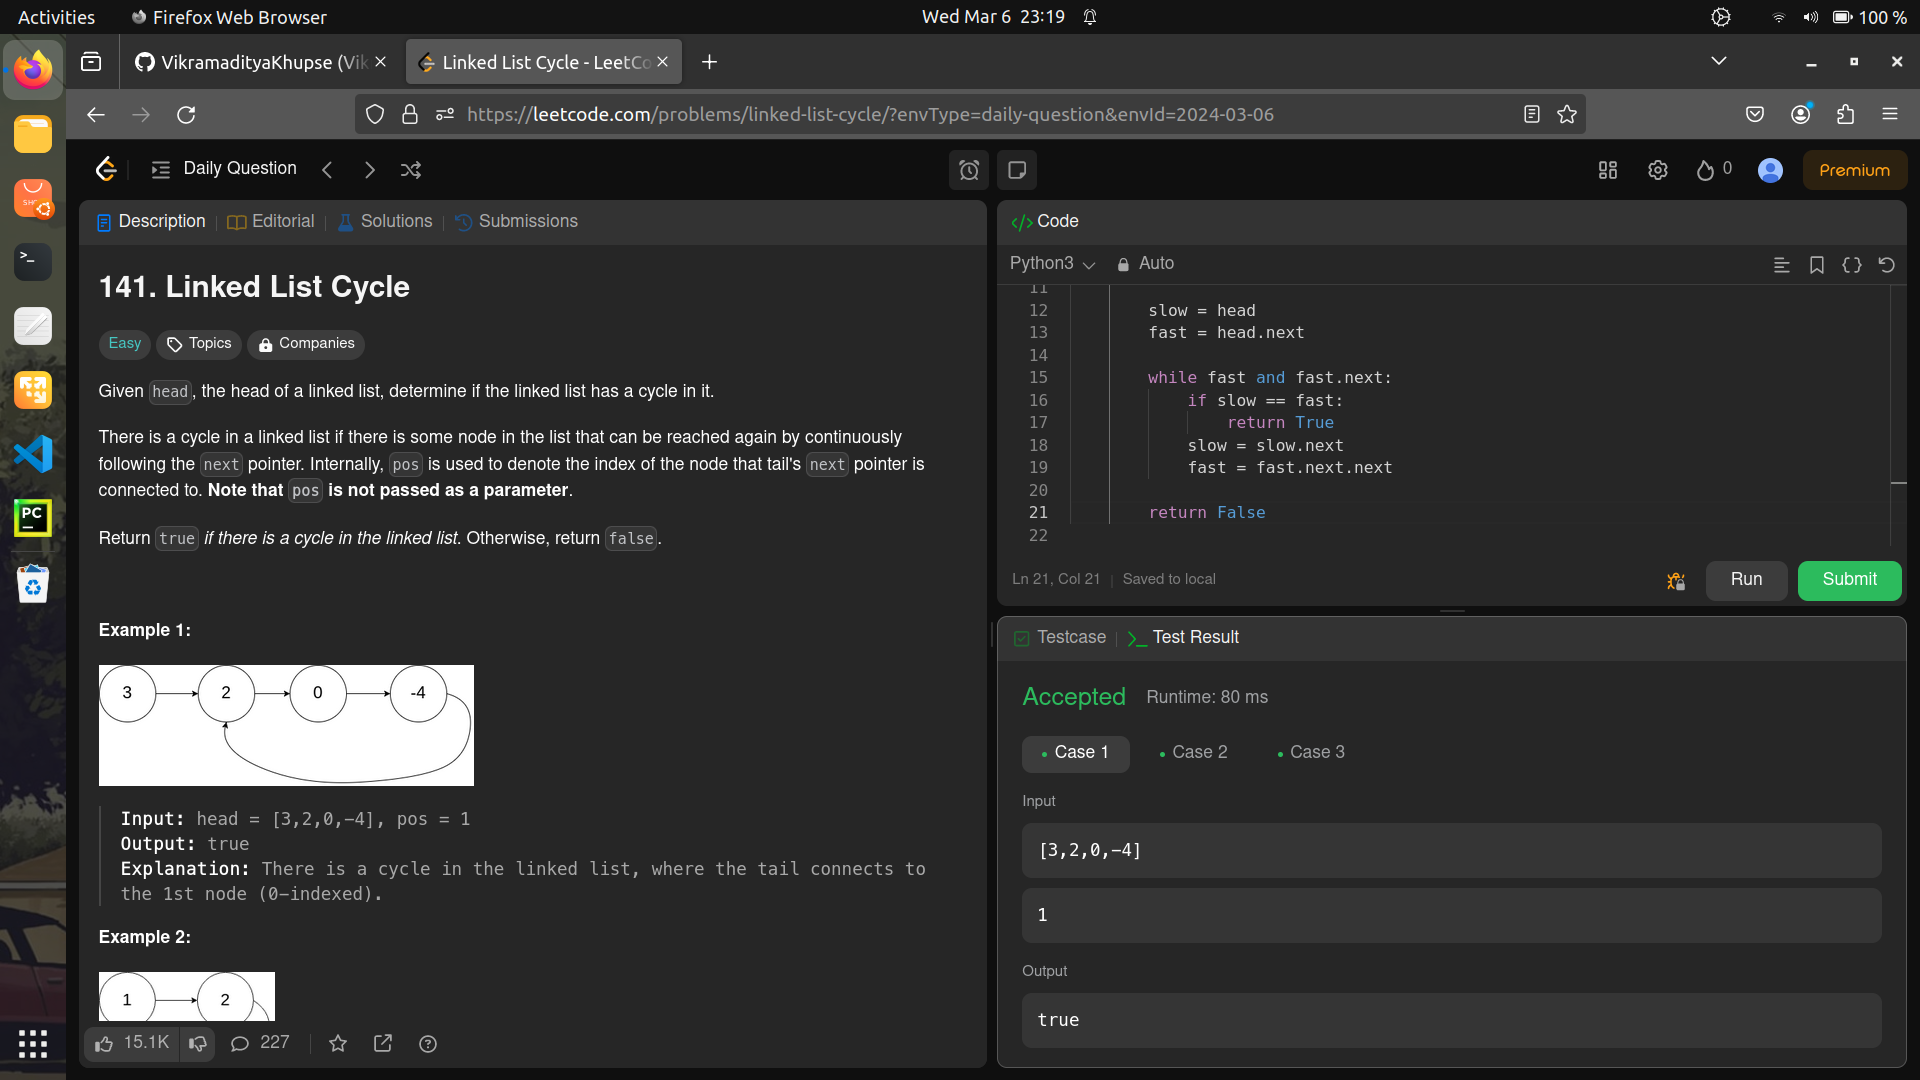 Activities
Firefox Web Browser
Wed Mar 6 23:19
100 %
VikramadityaKhupse (Vik
Linked List Cycle - LeetCo
https://leetcode.com/problems/linked-list-cycle/?envType=daily-question&envId=2024-03-06
Daily Question
0
Premium
Description
Editorial
Solutions
Submissions
141. Linked List Cycle
Easy
Topics
Companies
Given head, the head of a linked list, determine if the linked list has a cycle in it.
There is a cycle in a linked list if there is some node in the list that can be reached again by continuously
following the next pointer. Internally, pos is used to denote the index of the node that tail's next pointer is
connected to. Note that pos is not passed as a parameter.
Return true if there is a cycle in the linked list. Otherwise, return false.
Example 1:
3 2 0 -4
Input: head = [3,2,0,-4], pos = 1
Output: true
Explanation: There is a cycle in the linked list, where the tail connects to
the 1st node (0-indexed).
Example 2:
1 2
15.1K
227
Code
Python3
Auto
11
12 slow = head
13 fast = head.next
14
15 while fast and fast.next:
16 if slow == fast:
17 return True
18 slow = slow.next
19 fast = fast.next.next
20
21 return False
22
Ln 21, Col 21
Saved to local
Run
Submit
Testcase
>_ Test Result
Accepted
Runtime: 80 ms
Case 1
Case 2
Case 3
Input
[3,2,0,-4]
1
Output
true
SHOP
>_
PC